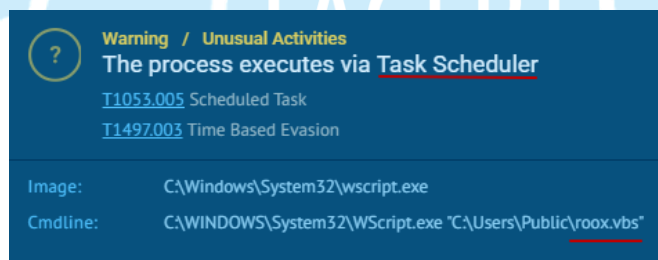 ?
Warning / Unusual Activities
The process executes via Task Scheduler
T1053.005 Scheduled Task
T1497.003 Time Based Evasion
Image: C:\Windows\System32\wscript.exe
Cmdline: C:\WINDOWS\System32\WScript.exe "C:\Users\Public\roox.vbs"